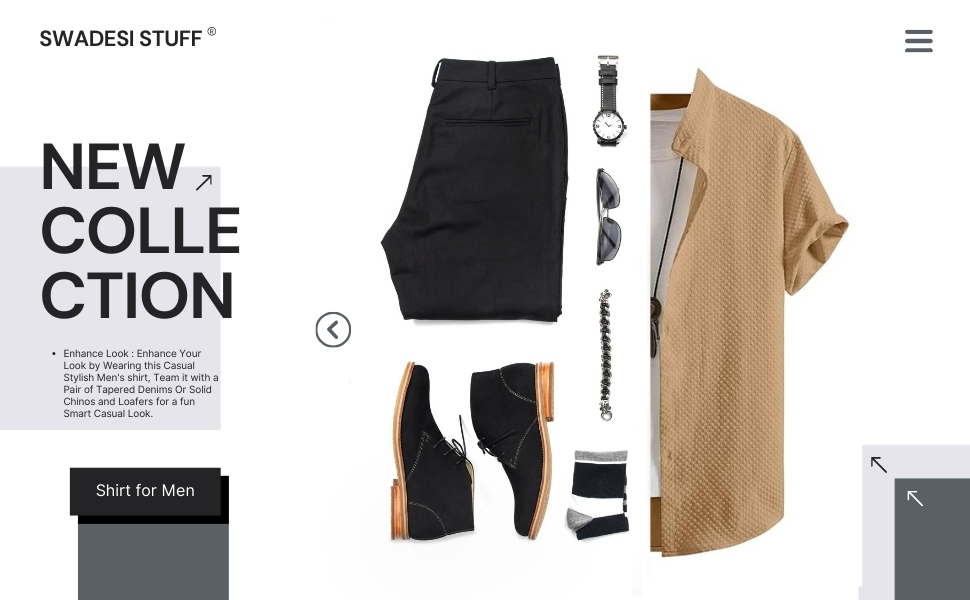 SWADESI STUFF ®
NEW
COLLE
CTION
• Enhance Look : Enhance Your
Look by Wearing this Casual
Stylish Men's shirt, Team it with a
Pair of Tapered Denims Or Solid
Chinos and Loafers for a fun
Smart Casual Look.
Shirt for Men